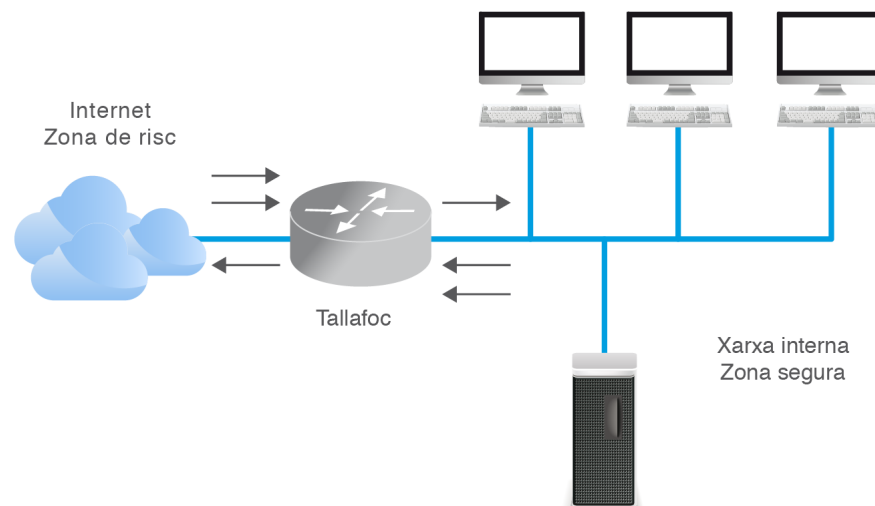 Internet
Zona de risc
Tallafoc
Xarxa interna
Zona segura